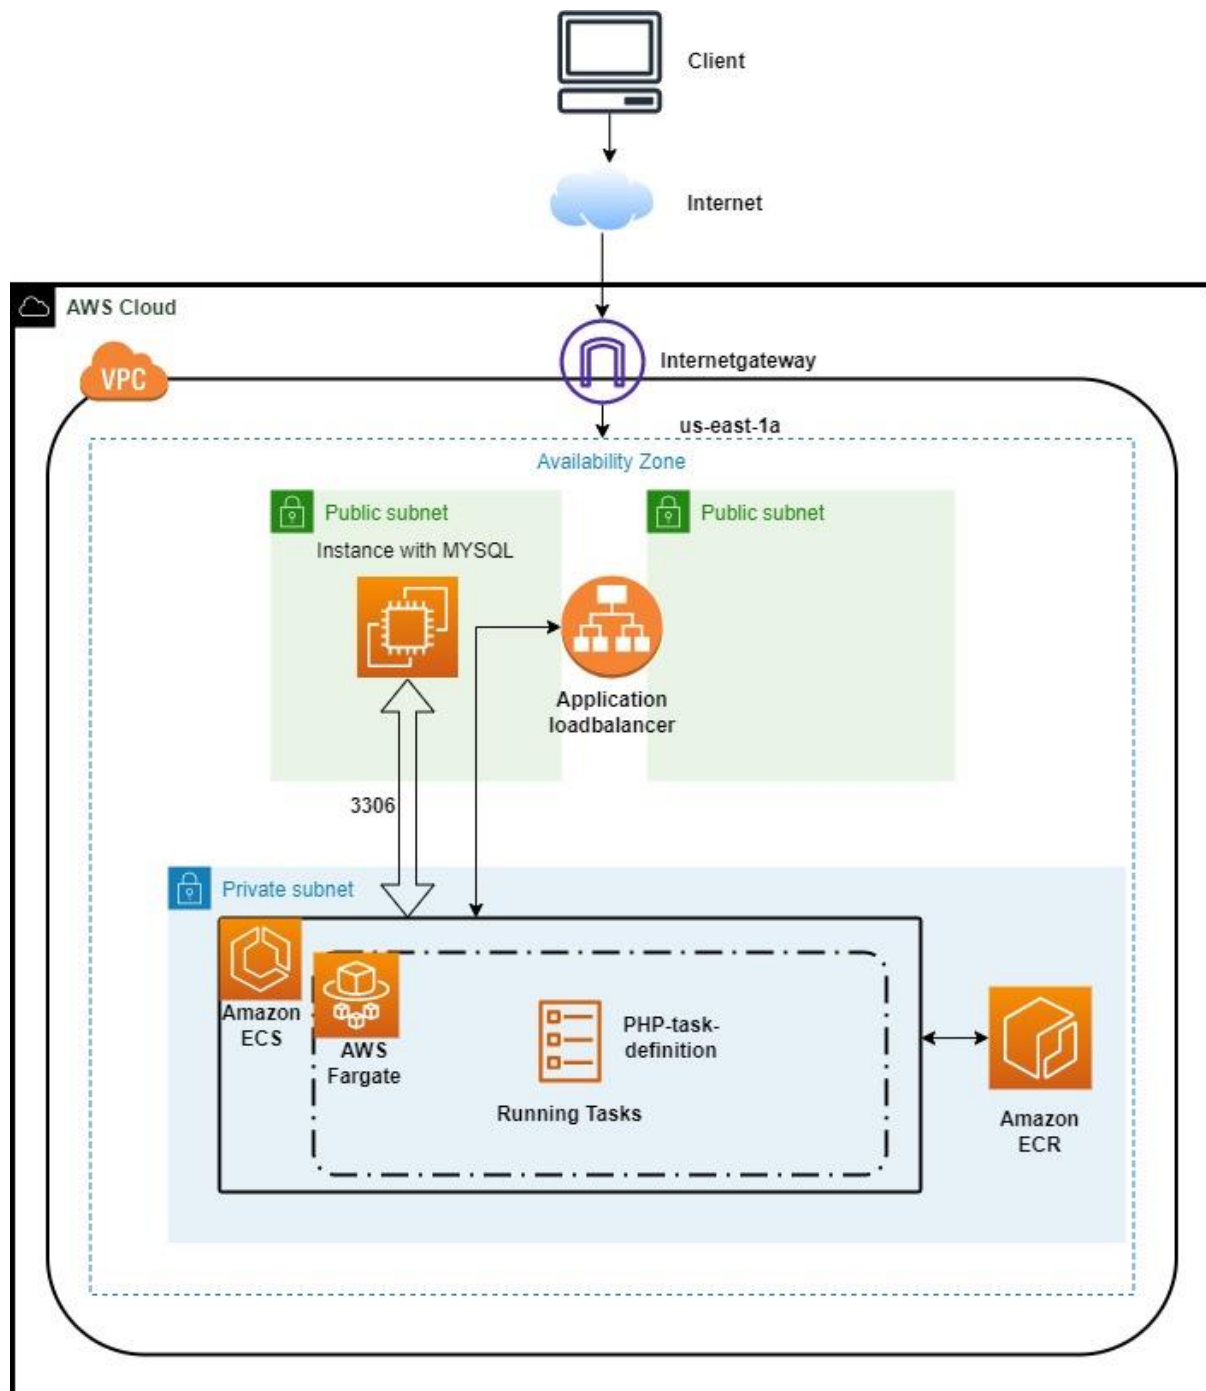 Client
Internet
AWS Cloud
VPC
Internetgateway
us-east-1a
Availability Zone
Public subnet
Public subnet
Instance with MYSQL
Application
loadbalancer
3306
Private subnet
Amazon
ECS
AWS
Fargate
PHP-task-
definition
Running Tasks
Amazon
ECR